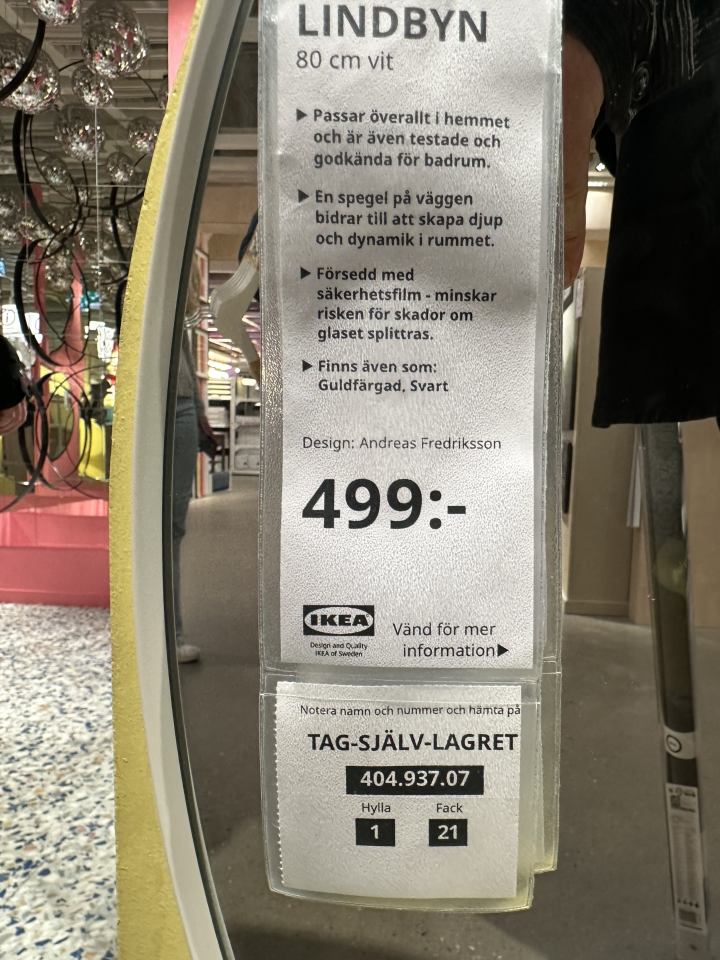 LINDBYN
80 cm vit
▶ Passar överallt i hemmet
och är även testade och
godkända för badrum.
▶ En spegel på väggen
bidrar till att skapa djup
och dynamik i rummet.
▶ Försedd med
säkerhetsfilm - minskar
risken för skador om
glaset splittras.
▶ Finns även som:
Guldfärgad, Svart
Design: Andreas Fredriksson
499:-
IKEA
Design and Quality
IKEA of Sweden
Vänd för mer
information▶
Notera namn och nummer och hämta på
TAG-SJÄLV-LAGRET
404.937.07
Hylla Fack
1 21